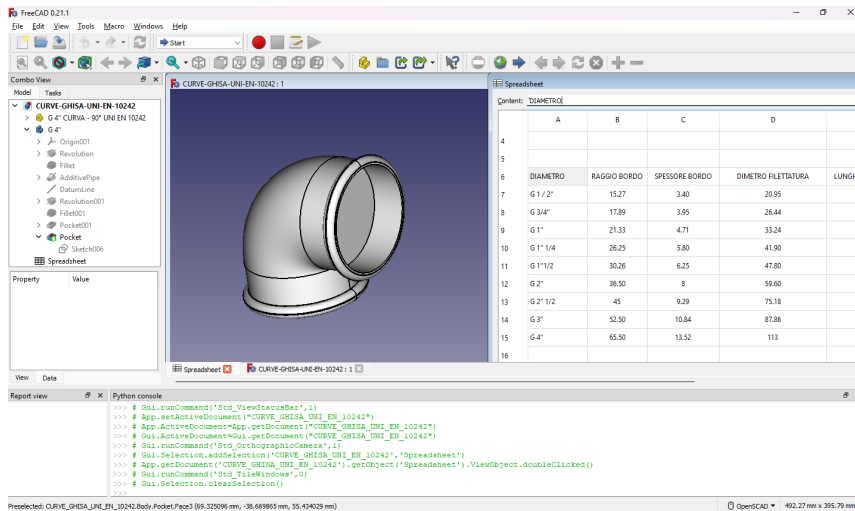 FreeCAD 0.21.1
File Edit View Tools Macro Windows Help
Start
Combo View
Model Tasks
CURVE-GHISA-UNI-EN-10242
G 4" CURVA - 90° UNI EN 10242
G 4"
Origin001
Revolution
Fillet
AdditivePipe
DatumLine
Revolution001
Fillet001
Pocket001
Pocket
Sketch006
Spreadsheet
Property Value
View Data
CURVE-GHISA-UNI-EN-10242 : 1
Spreadsheet
Content: 'DIAMETRO
A B C D
4
5
6 DIAMETRO RAGGIO BORDO SPESSORE BORDO DIMETRO FILETTATURA LUNGH
7 G 1 / 2" 15.27 3.40 20.95
8 G 3/4" 17.89 3.95 26.44
9 G 1" 21.33 4.71 33.24
10 G 1" 1/4 26.25 5.80 41.90
11 G 1"1/2 30.26 6.25 47.80
12 G 2" 36.50 8 59.60
13 G 2" 1/2 45 9.29 75.18
14 G 3" 52.50 10.84 87.86
15 G 4" 65.50 13.52 113
16
Spreadsheet CURVE-GHISA-UNI-EN-10242 : 1
Report view
Python console
>>> # Gui.runCommand('Std_ViewStatusBar',1)
>>> # App.setActiveDocument("CURVE_GHISA_UNI_EN_10242")
>>> # App.ActiveDocument=App.getDocument("CURVE_GHISA_UNI_EN_10242")
>>> # Gui.ActiveDocument=Gui.getDocument("CURVE_GHISA_UNI_EN_10242")
>>> # Gui.runCommand('Std_OrthographicCamera',1)
>>> # Gui.Selection.addSelection('CURVE_GHISA_UNI_EN_10242','Spreadsheet')
>>> # App.getDocument('CURVE_GHISA_UNI_EN_10242').getObject('Spreadsheet').ViewObject.doubleClicked()
>>> # Gui.runCommand('Std_TileWindows',0)
>>> # Gui.Selection.clearSelection()
>>>
Preselected: CURVE_GHISA_UNI_EN_10242.Body.Pocket.Face3 (69.325096 mm, -38.669865 mm, 55.434029 mm)
OpenSCAD 492.27 mm x 395.79 mm